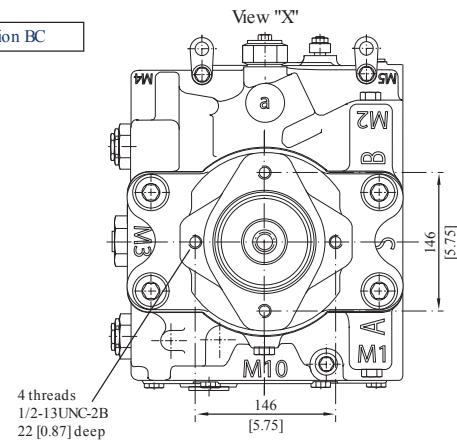 ion BC
View "X"
M4
M5
a
M2
B
M3
S
146
[5.75]
A
M1
M10
4 threads
1/2-13UNC-2B
22 [0.87] deep
146
[5.75]